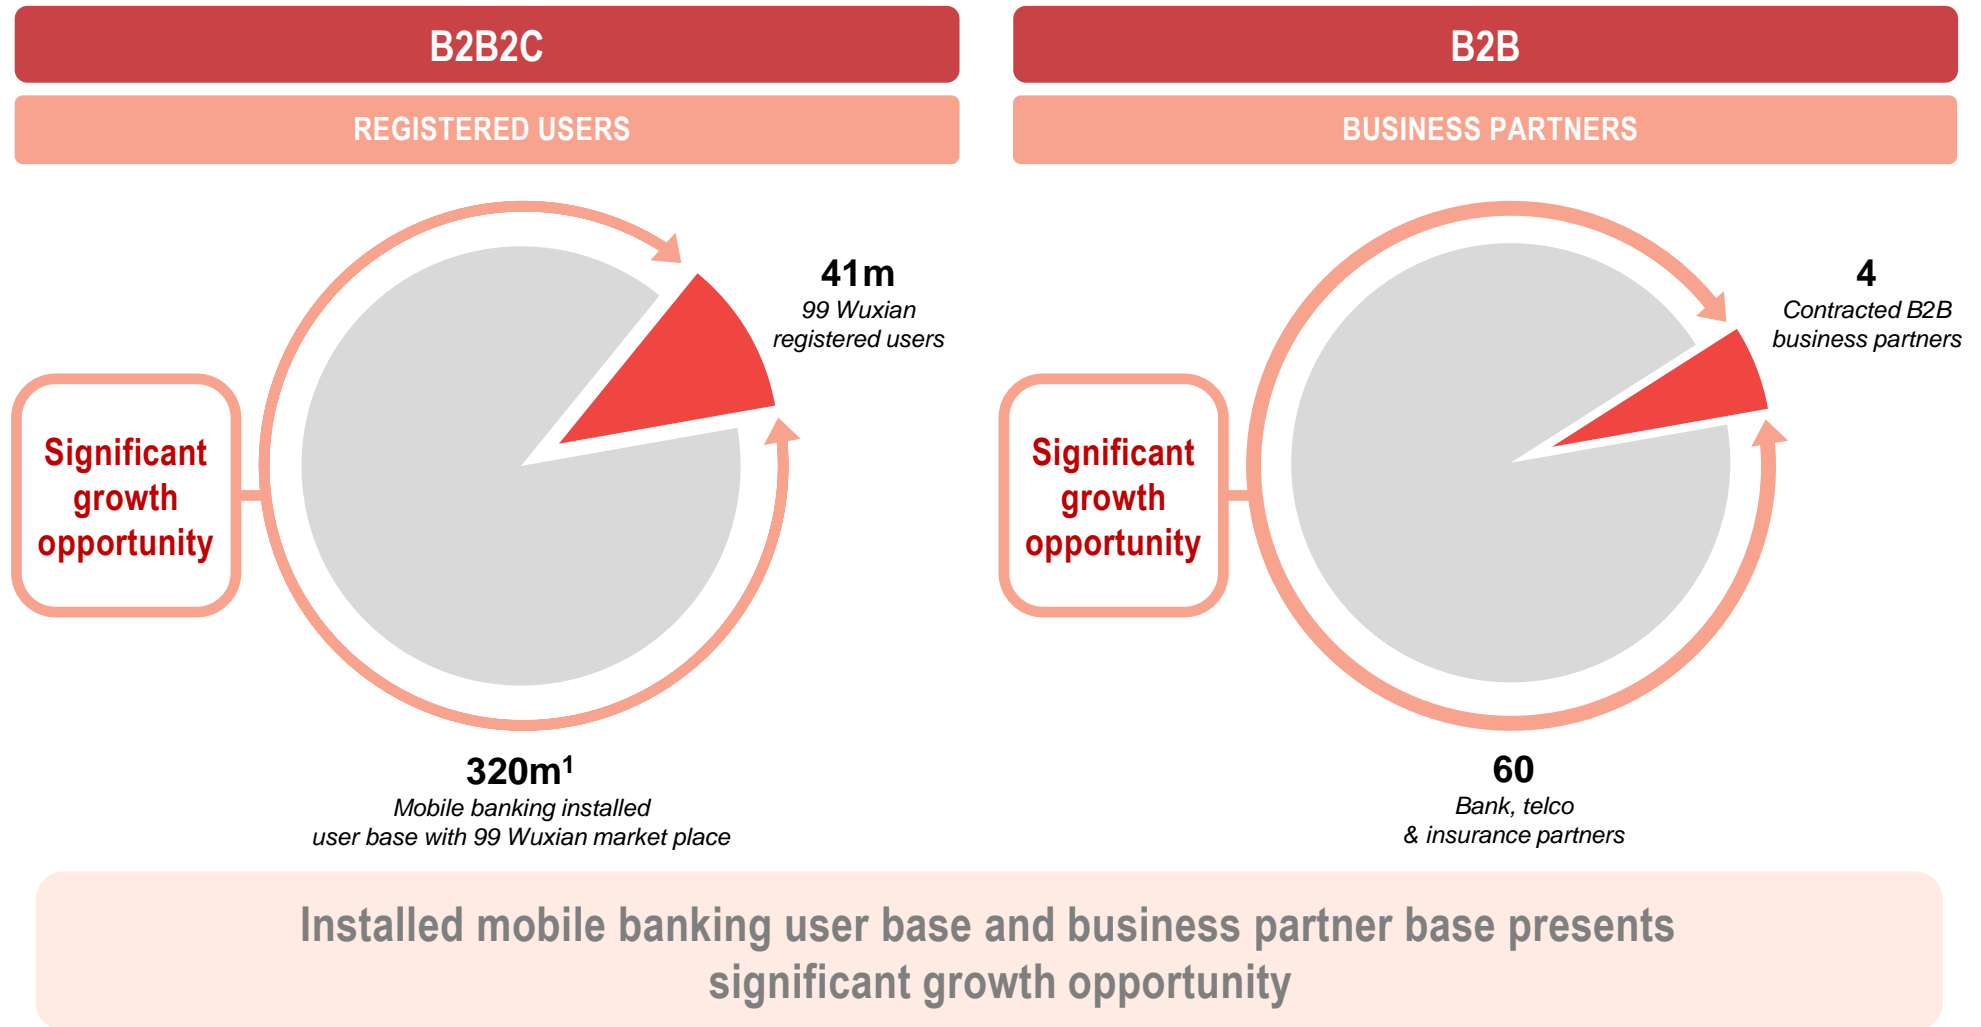 B2B2C
REGISTERED USERS
41m
99 Wuxian
registered users
Significant
growth
opportunity
320m¹
Mobile banking installed
user base with 99 Wuxian market place
B2B
BUSINESS PARTNERS
4
Contracted B2B
business partners
Significant
growth
opportunity
60
Bank, telco
& insurance partners
Installed mobile banking user base and business partner base presents
significant growth opportunity